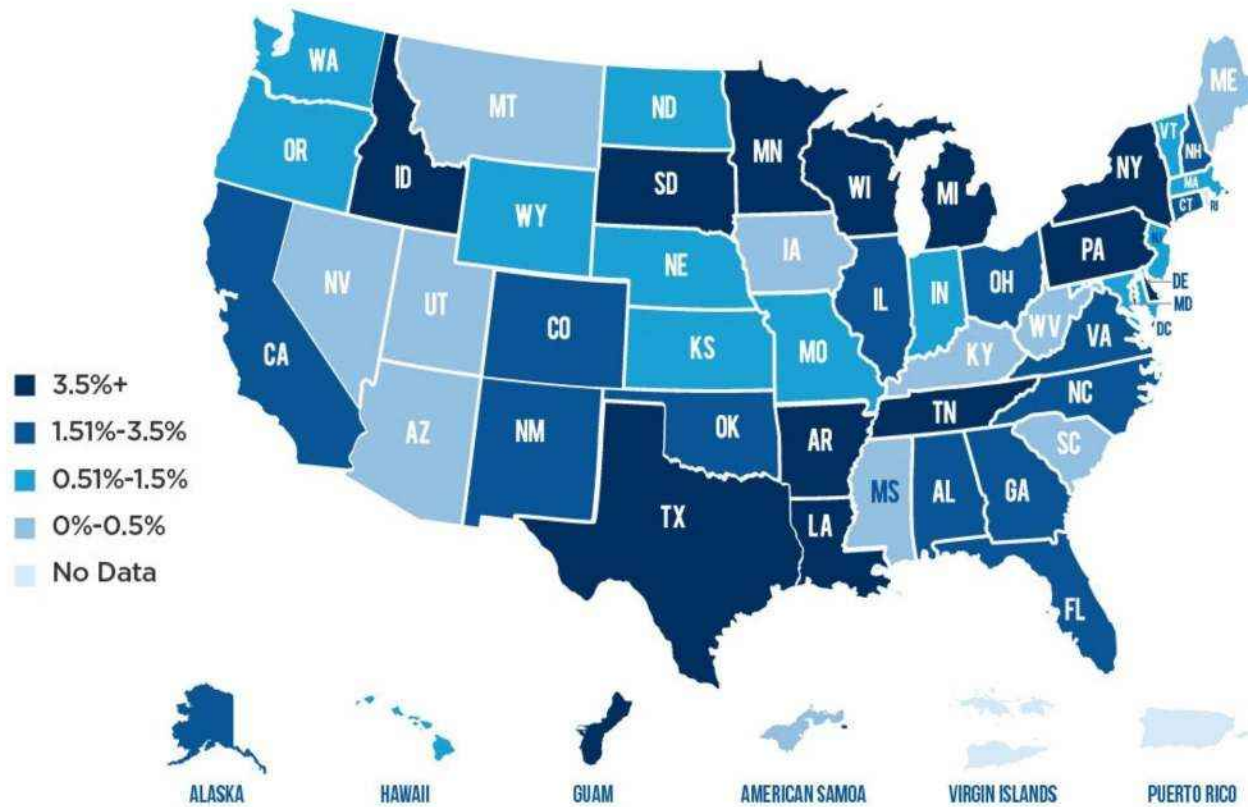 WA
MT
ND
MN
ME
VT
NH
OR
ID
SD
WI
MI
NY
MA
CT
RI
WY
IA
PA
NJ
NE
NV
UT
CO
IL
IN
OH
DE
MD
DC
WV
VA
CA
KS
MO
KY
NC
TN
AZ
NM
OK
AR
SC
MS
AL
GA
TX
LA
FL
3.5%+
1.51%-3.5%
0.51%-1.5%
0%-0.5%
No Data
ALASKA
HAWAII
GUAM
AMERICAN SAMOA
VIRGIN ISLANDS
PUERTO RICO